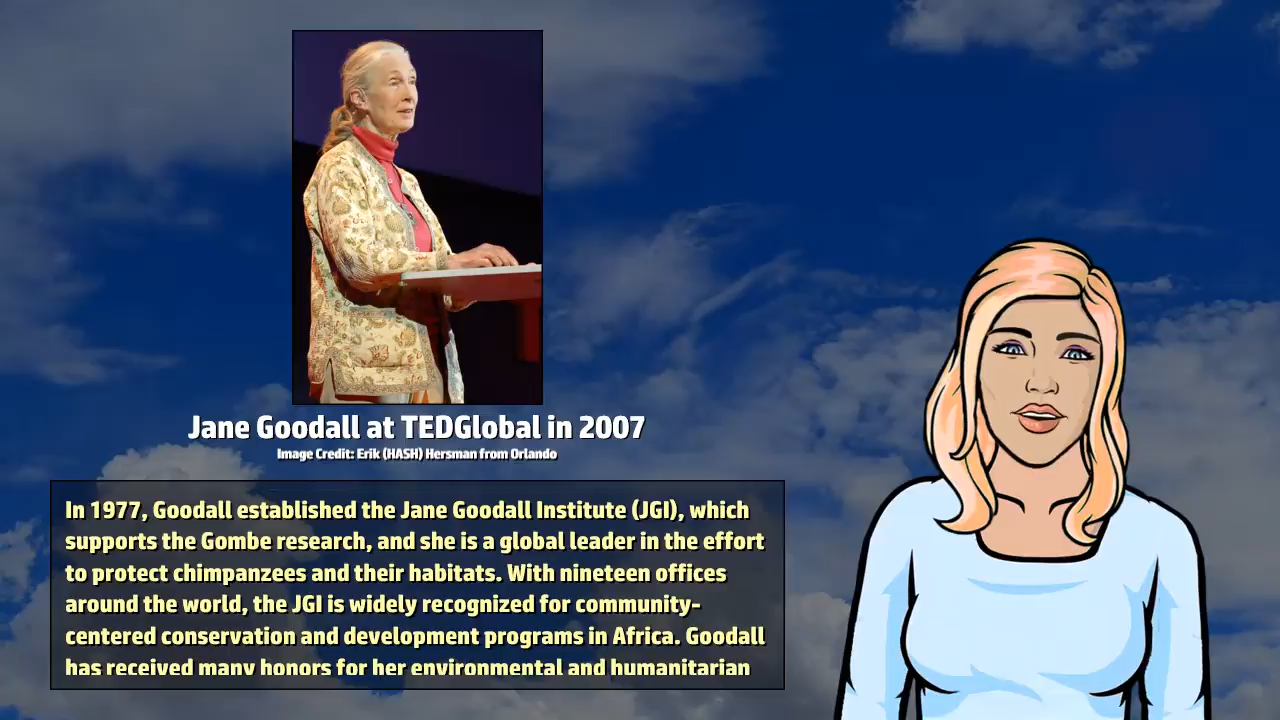 Jane Goodall at TEDGlobal in 2007
Image Credit: Erik (HASH) Hersman from Orlando
In 1977, Goodall established the Jane Goodall Institute (JGI), which
supports the Gombe research, and she is a global leader in the effort
to protect chimpanzees and their habitats. With nineteen offices
around the world, the JGI is widely recognized for community-
centered conservation and development programs in Africa. Goodall
has received many honors for her environmental and humanitarian